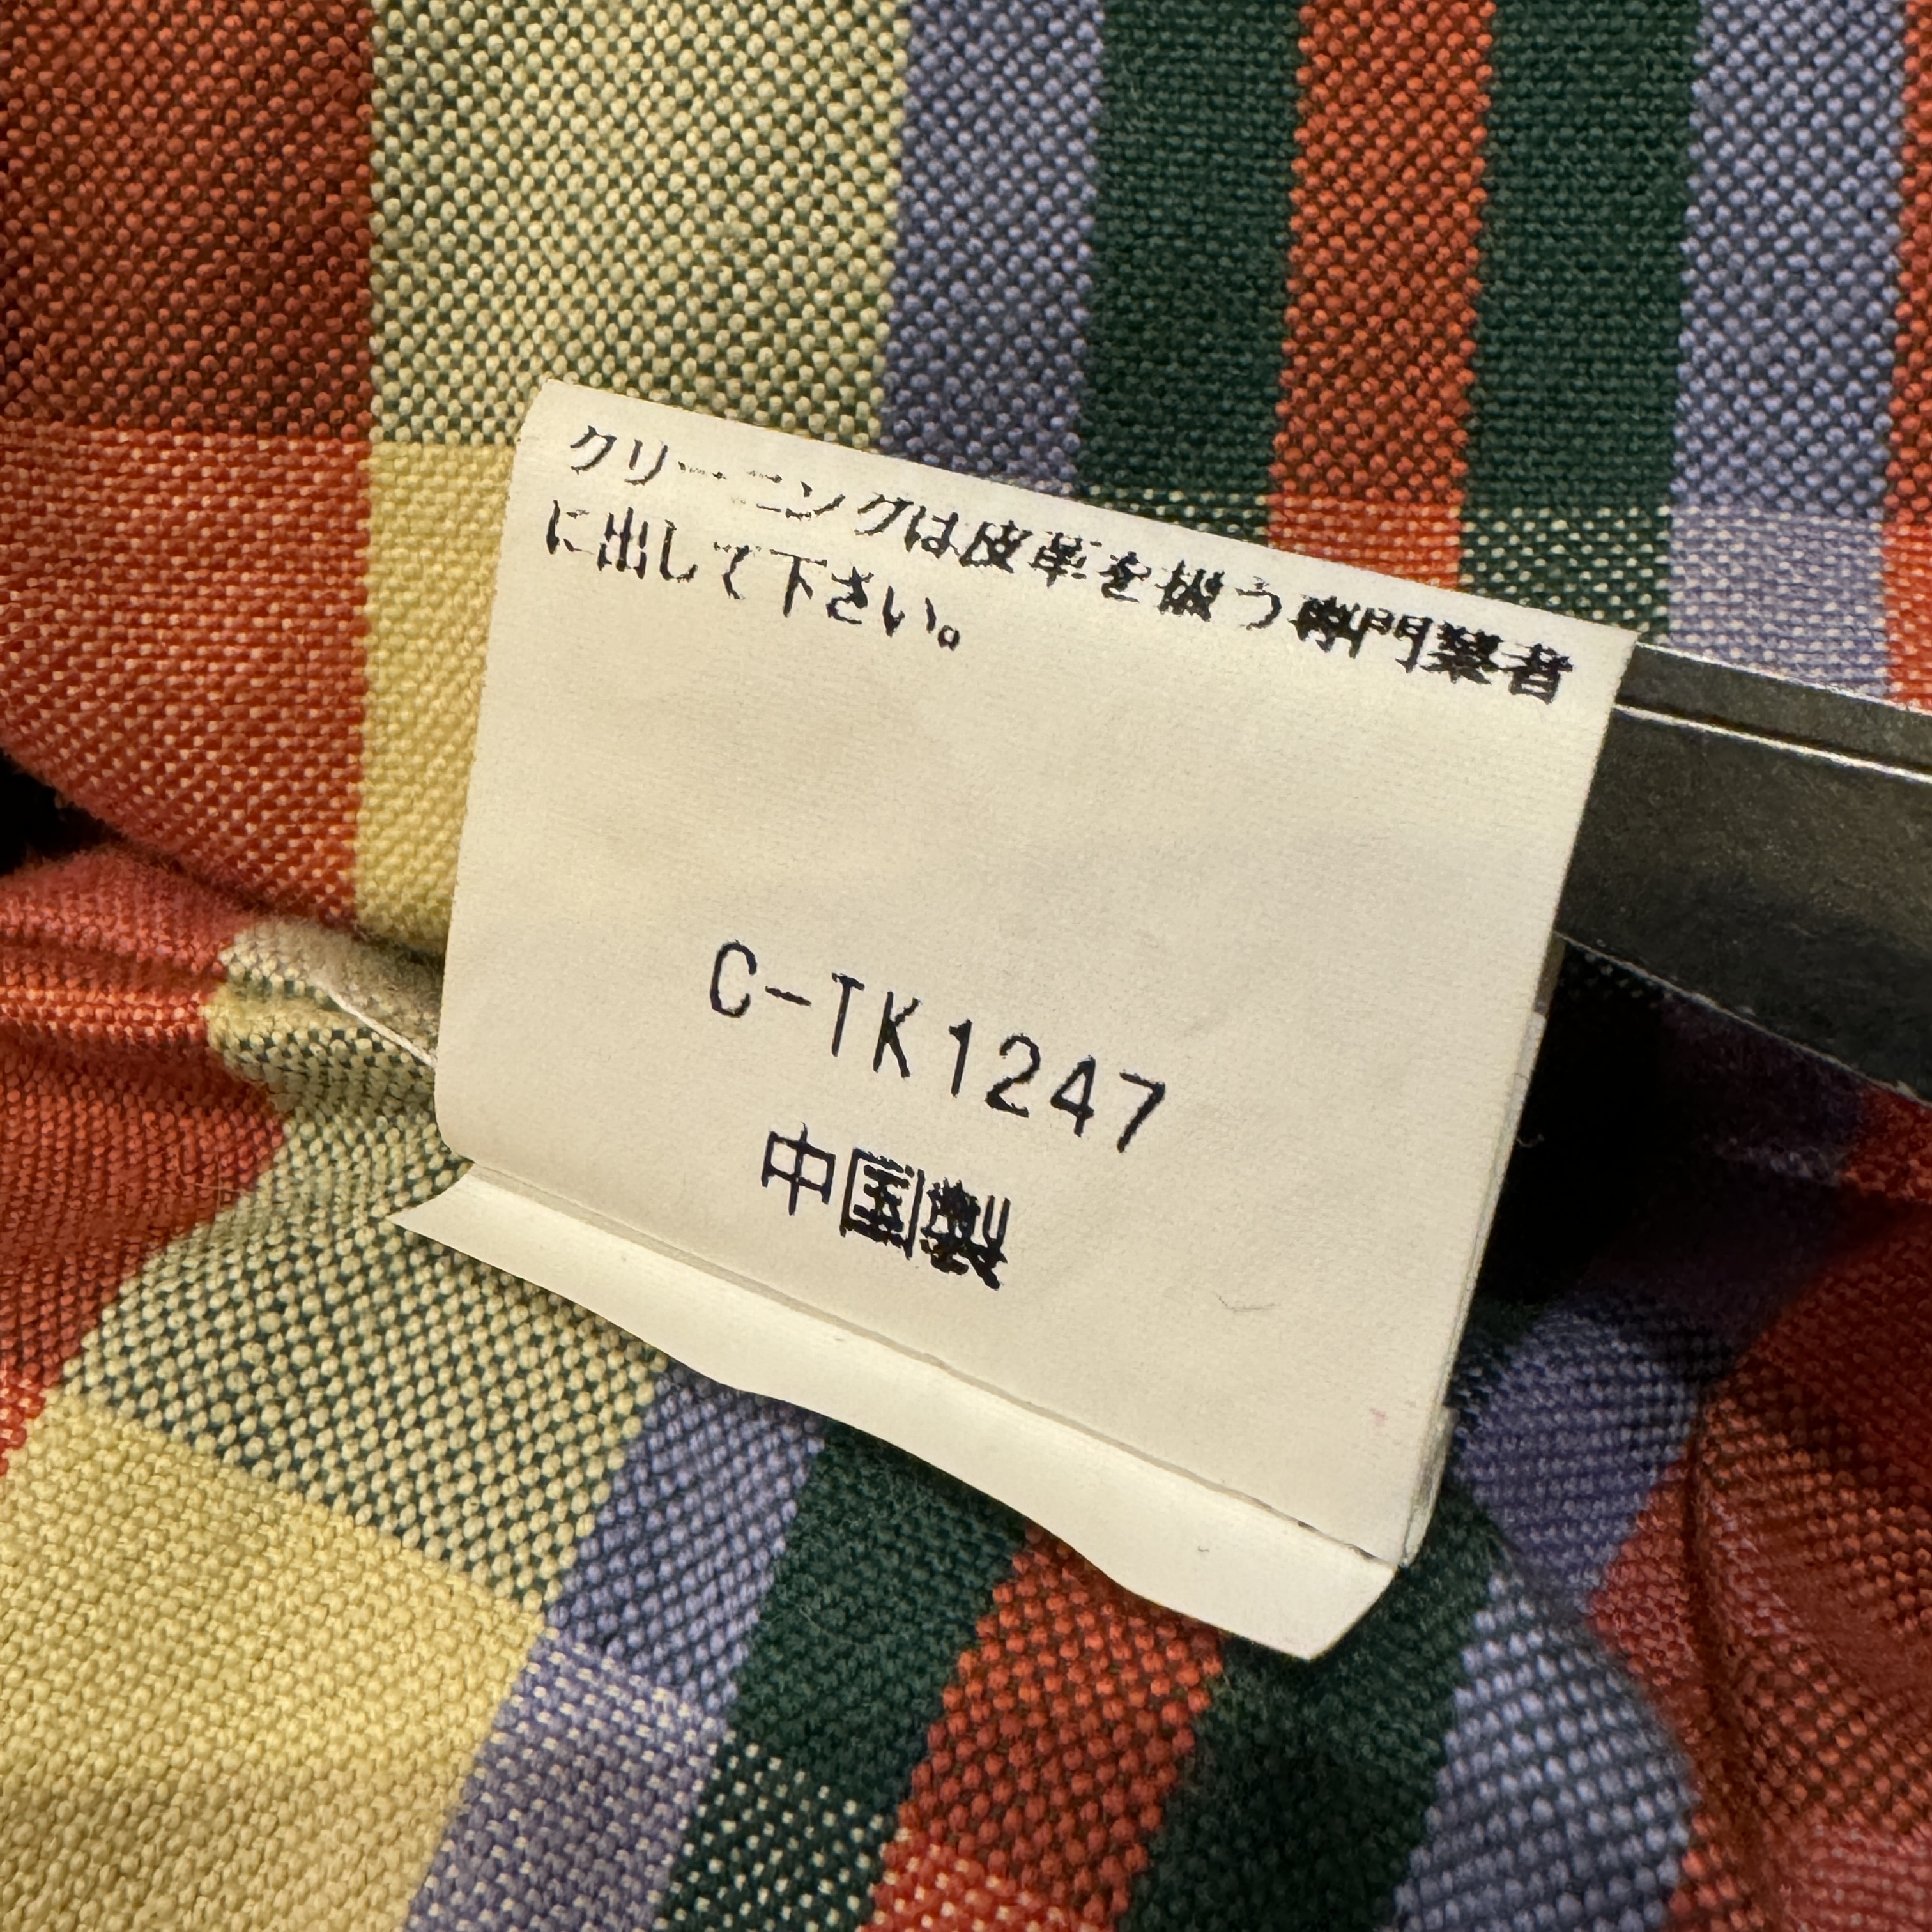 クリーニングは皮革を扱う専門業者
に出して下さい。
C-TK1247
中国製